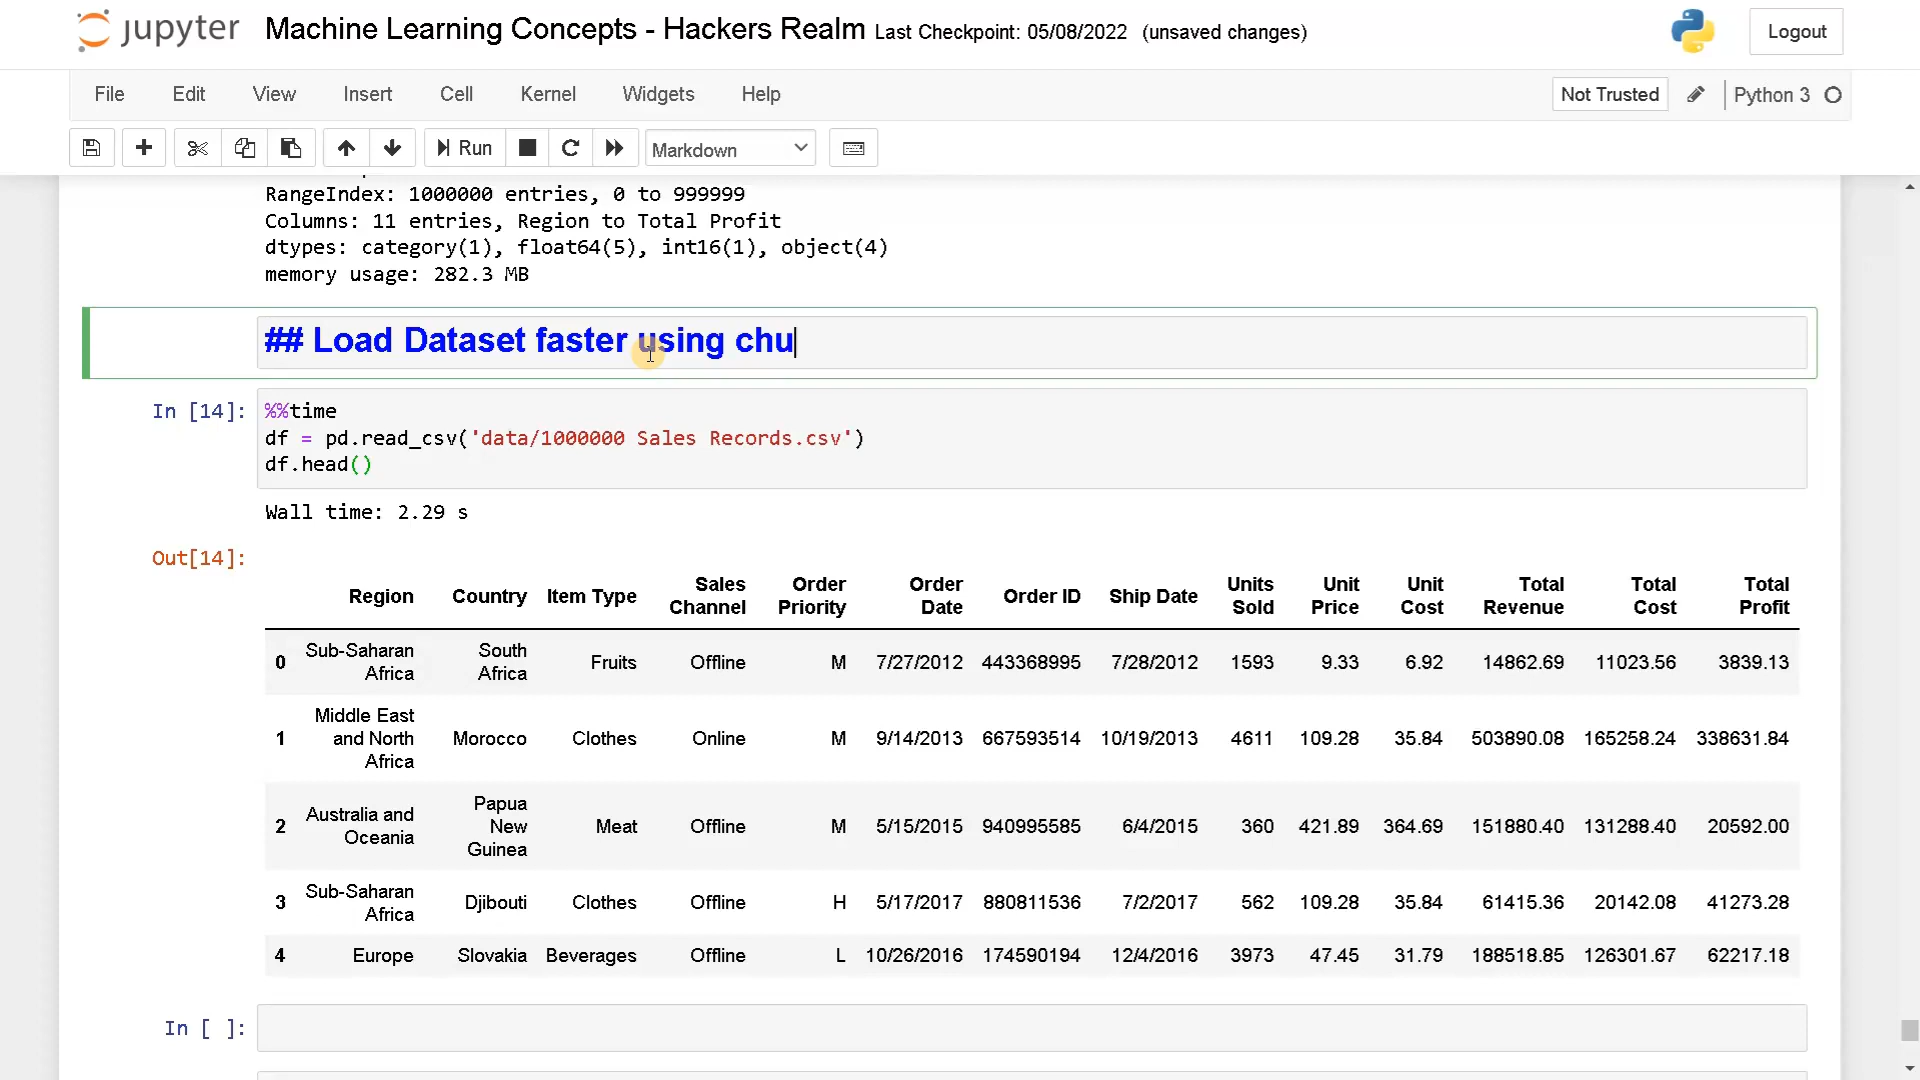 jupyter Machine Learning Concepts - Hackers Realm Last Checkpoint: 05/08/2022 (unsaved changes) Logout
File Edit View Insert Cell Kernel Widgets Help Not Trusted Python 3
Run Markdown
RangeIndex: 1000000 entries, 0 to 999999
Columns: 11 entries, Region to Total Profit
dtypes: category(1), float64(5), int16(1), object(4)
memory usage: 282.3 MB
## Load Dataset faster using chu
In [14]: %%time
df = pd.read_csv('data/1000000 Sales Records.csv')
df.head()
Wall time: 2.29 s
Out[14]:
Region Country Item Type Sales Channel Order Priority Order Date Order ID Ship Date Units Sold Unit Price Unit Cost Total Revenue Total Cost Total Profit
0 Sub-Saharan Africa South Africa Fruits Offline M 7/27/2012 443368995 7/28/2012 1593 9.33 6.92 14862.69 11023.56 3839.13
1 Middle East and North Africa Morocco Clothes Online M 9/14/2013 667593514 10/19/2013 4611 109.28 35.84 503890.08 165258.24 338631.84
2 Australia and Oceania Papua New Guinea Meat Offline M 5/15/2015 940995585 6/4/2015 360 421.89 364.69 151880.40 131288.40 20592.00
3 Sub-Saharan Africa Djibouti Clothes Offline H 5/17/2017 880811536 7/2/2017 562 109.28 35.84 61415.36 20142.08 41273.28
4 Europe Slovakia Beverages Offline L 10/26/2016 174590194 12/4/2016 3973 47.45 31.79 188518.85 126301.67 62217.18
In [ ]: